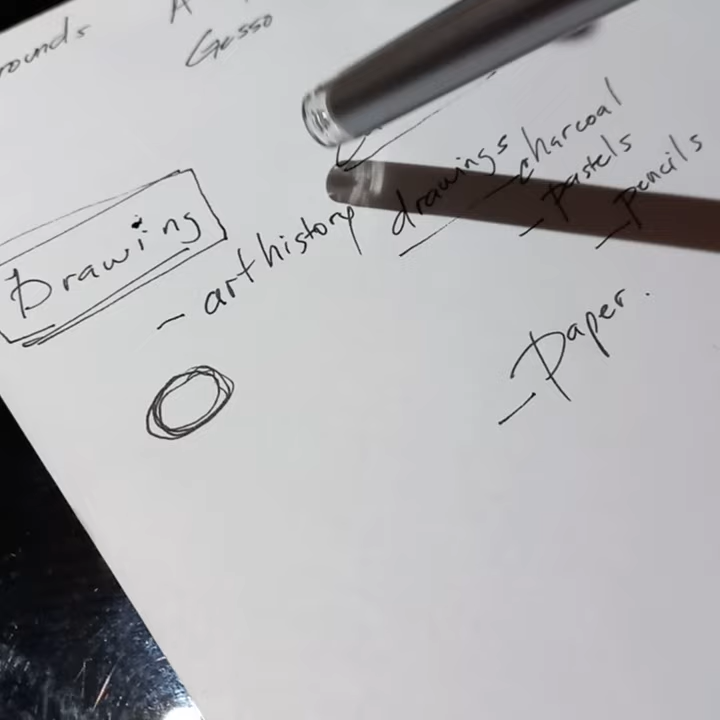 Gesso
Drawing
- art history drawings
- charcoal
- pastels
- pencils
- Paper.